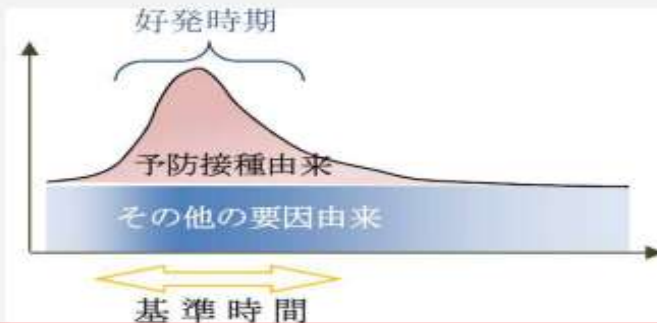 好発時期
予防接種由来
その他の要因由来
基準時間